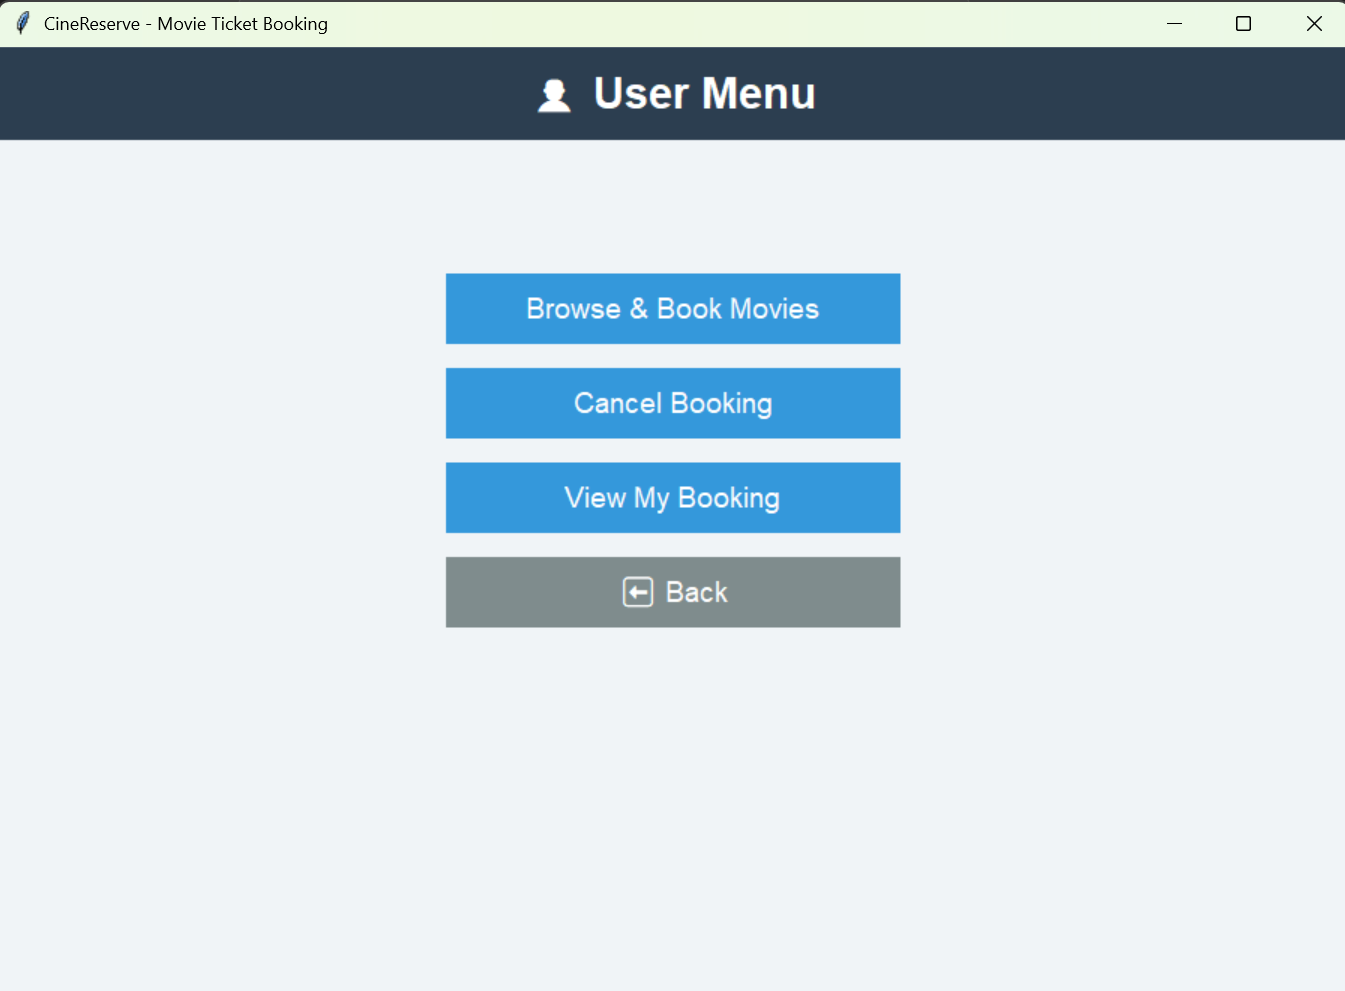 CineReserve - Movie Ticket Booking
User Menu
Browse & Book Movies
Cancel Booking
View My Booking
Back